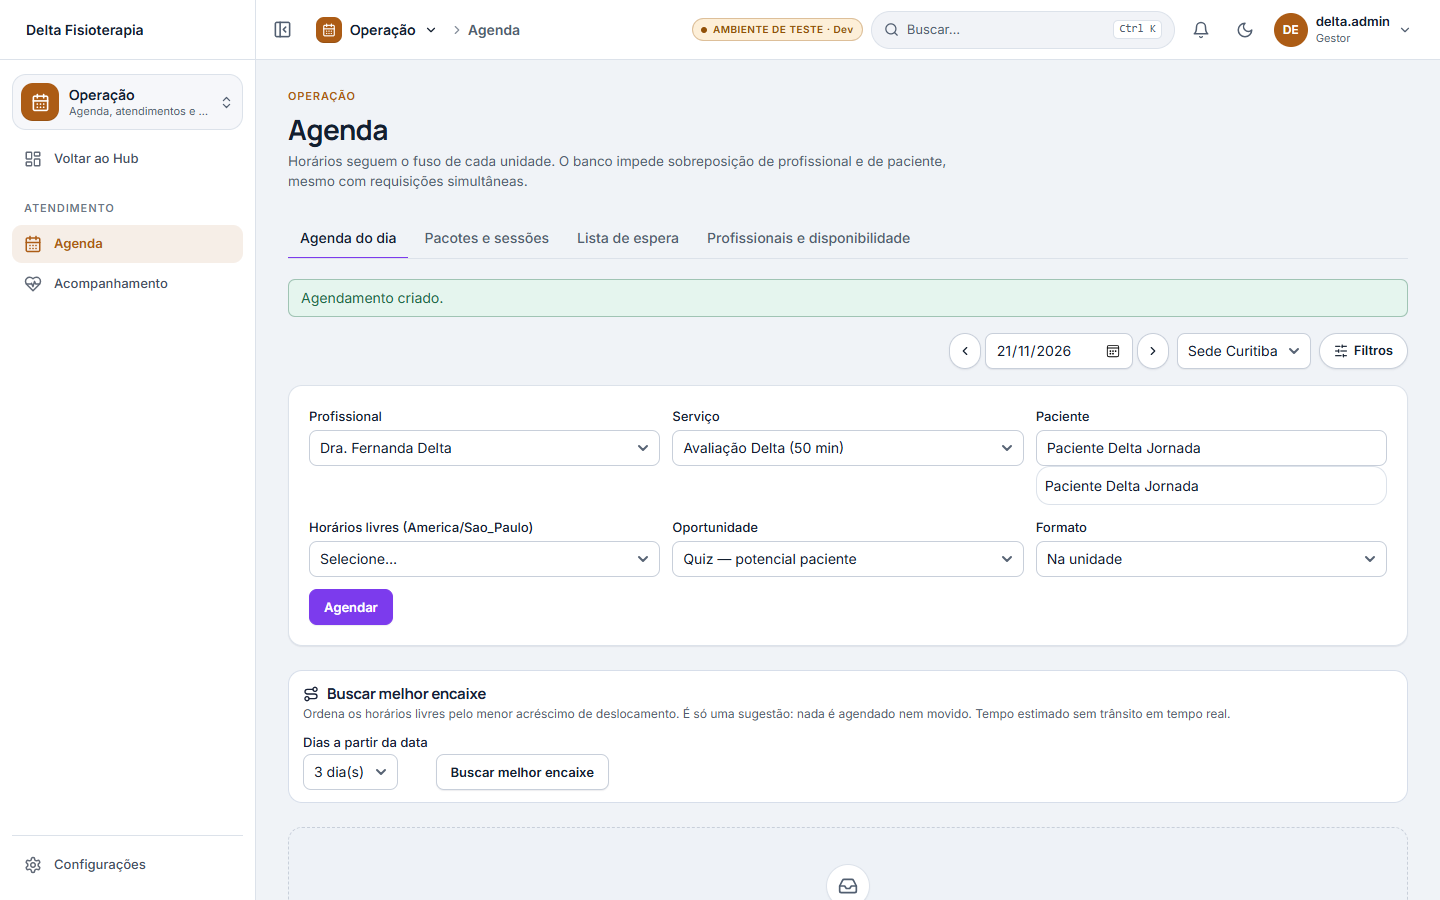 Delta Fisioterapia
Operação
Agenda
AMBIENTE DE TESTE · Dev
Buscar...
Ctrl K
DE
delta.admin
Gestor
Operação
Agenda, atendimentos e ...
Voltar ao Hub
ATENDIMENTO
Agenda
Acompanhamento
Configurações
OPERAÇÃO
Agenda
Horários seguem o fuso de cada unidade. O banco impede sobreposição de profissional e de paciente,
mesmo com requisições simultâneas.
Agenda do dia
Pacotes e sessões
Lista de espera
Profissionais e disponibilidade
Agendamento criado.
21/11/2026
Sede Curitiba
Filtros
Profissional
Serviço
Paciente
Dra. Fernanda Delta
Avaliação Delta (50 min)
Paciente Delta Jornada
Paciente Delta Jornada
Horários livres (America/Sao_Paulo)
Oportunidade
Formato
Selecione...
Quiz — potencial paciente
Na unidade
Agendar
Buscar melhor encaixe
Ordena os horários livres pelo menor acréscimo de deslocamento. É só uma sugestão: nada é agendado nem movido. Tempo estimado sem trânsito em tempo real.
Dias a partir da data
3 dia(s)
Buscar melhor encaixe